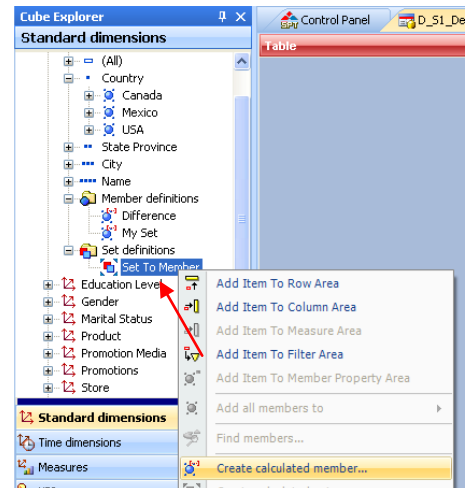 Cube Explorer
Control Panel
D_S1_De
Standard dimensions
Table
(All)
Country
Canada
Mexico
USA
State Province
City
Name
Member definitions
Difference
My Set
Set definitions
Set To Member
Education Level
Gender
Marital Status
Product
Promotion Media
Promotions
Store
Add Item To Row Area
Add Item To Column Area
Add Item To Measure Area
Add Item To Filter Area
Add Item To Member Property Area
Add all members to
Find members...
Create calculated member...
Standard dimensions
Time dimensions
Measures